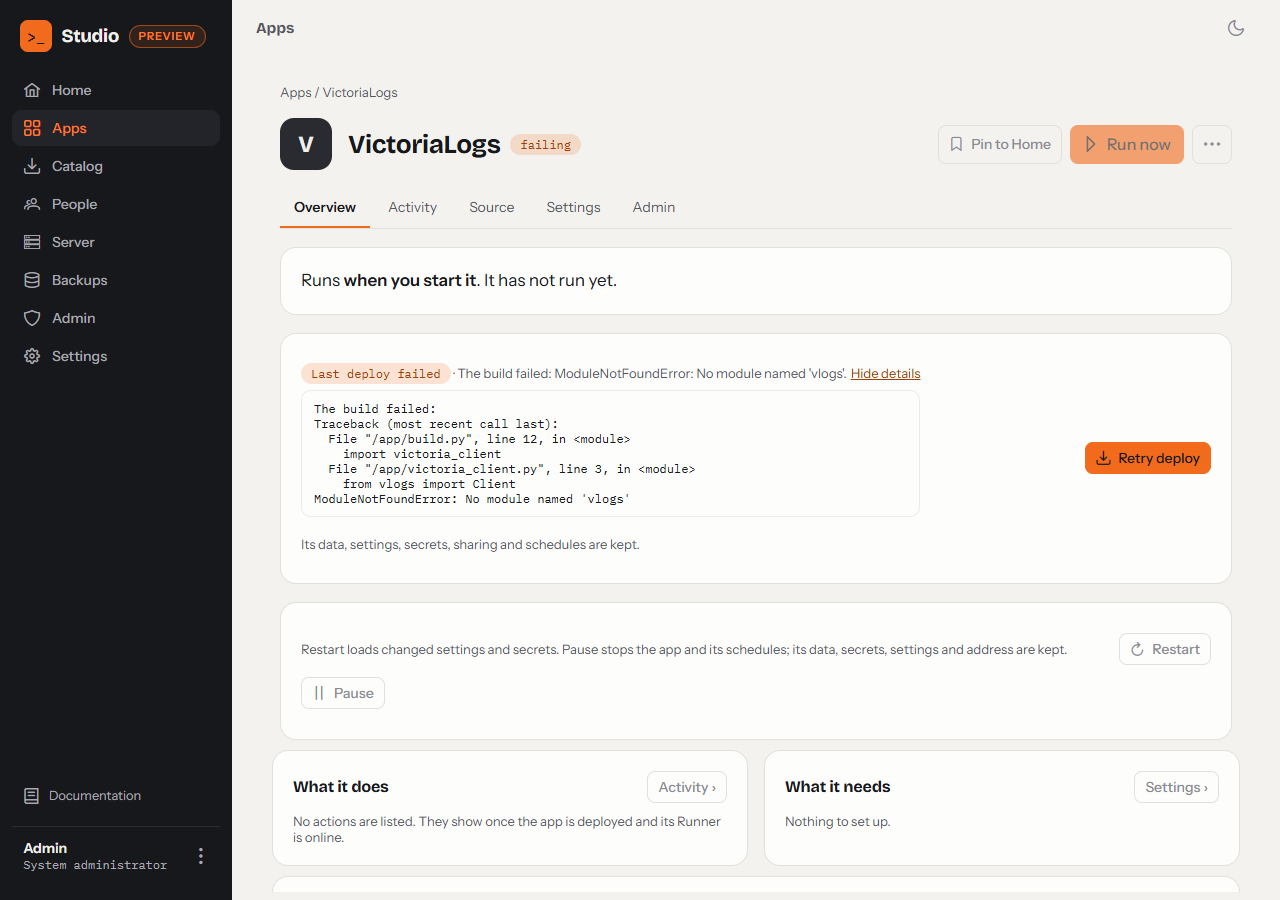 >_ Studio PREVIEW
Home
Apps
Catalog
People
Server
Backups
Admin
Settings
Documentation
Admin
System administrator
Apps
Apps / VictoriaLogs
V VictoriaLogs failing
Pin to Home
Run now
Overview Activity Source Settings Admin
Runs when you start it. It has not run yet.
Last deploy failed · The build failed: ModuleNotFoundError: No module named 'vlogs'. Hide details
The build failed:
Traceback (most recent call last):
  File "/app/build.py", line 12, in <module>
    import victoria_client
  File "/app/victoria_client.py", line 3, in <module>
    from vlogs import Client
ModuleNotFoundError: No module named 'vlogs'
Retry deploy
Its data, settings, secrets, sharing and schedules are kept.
Restart loads changed settings and secrets. Pause stops the app and its schedules; its data, secrets, settings and address are kept.
Restart
Pause
What it does
Activity ›
No actions are listed. They show once the app is deployed and its Runner
is online.
What it needs
Settings ›
Nothing to set up.